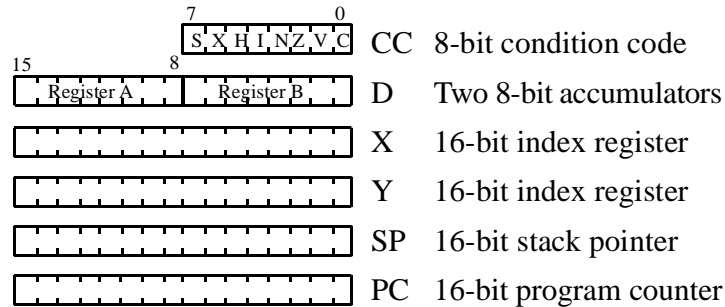 7 0
S X H I N Z V C CC 8-bit condition code
15 8
Register A Register B D Two 8-bit accumulators
X 16-bit index register
Y 16-bit index register
SP 16-bit stack pointer
PC 16-bit program counter